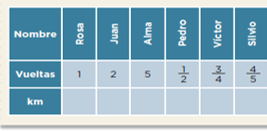 Nombre Rosa Juan Alma Pedro Víctor Silvio
Vueltas 1 2 5 1/2 3/4 4/5
km